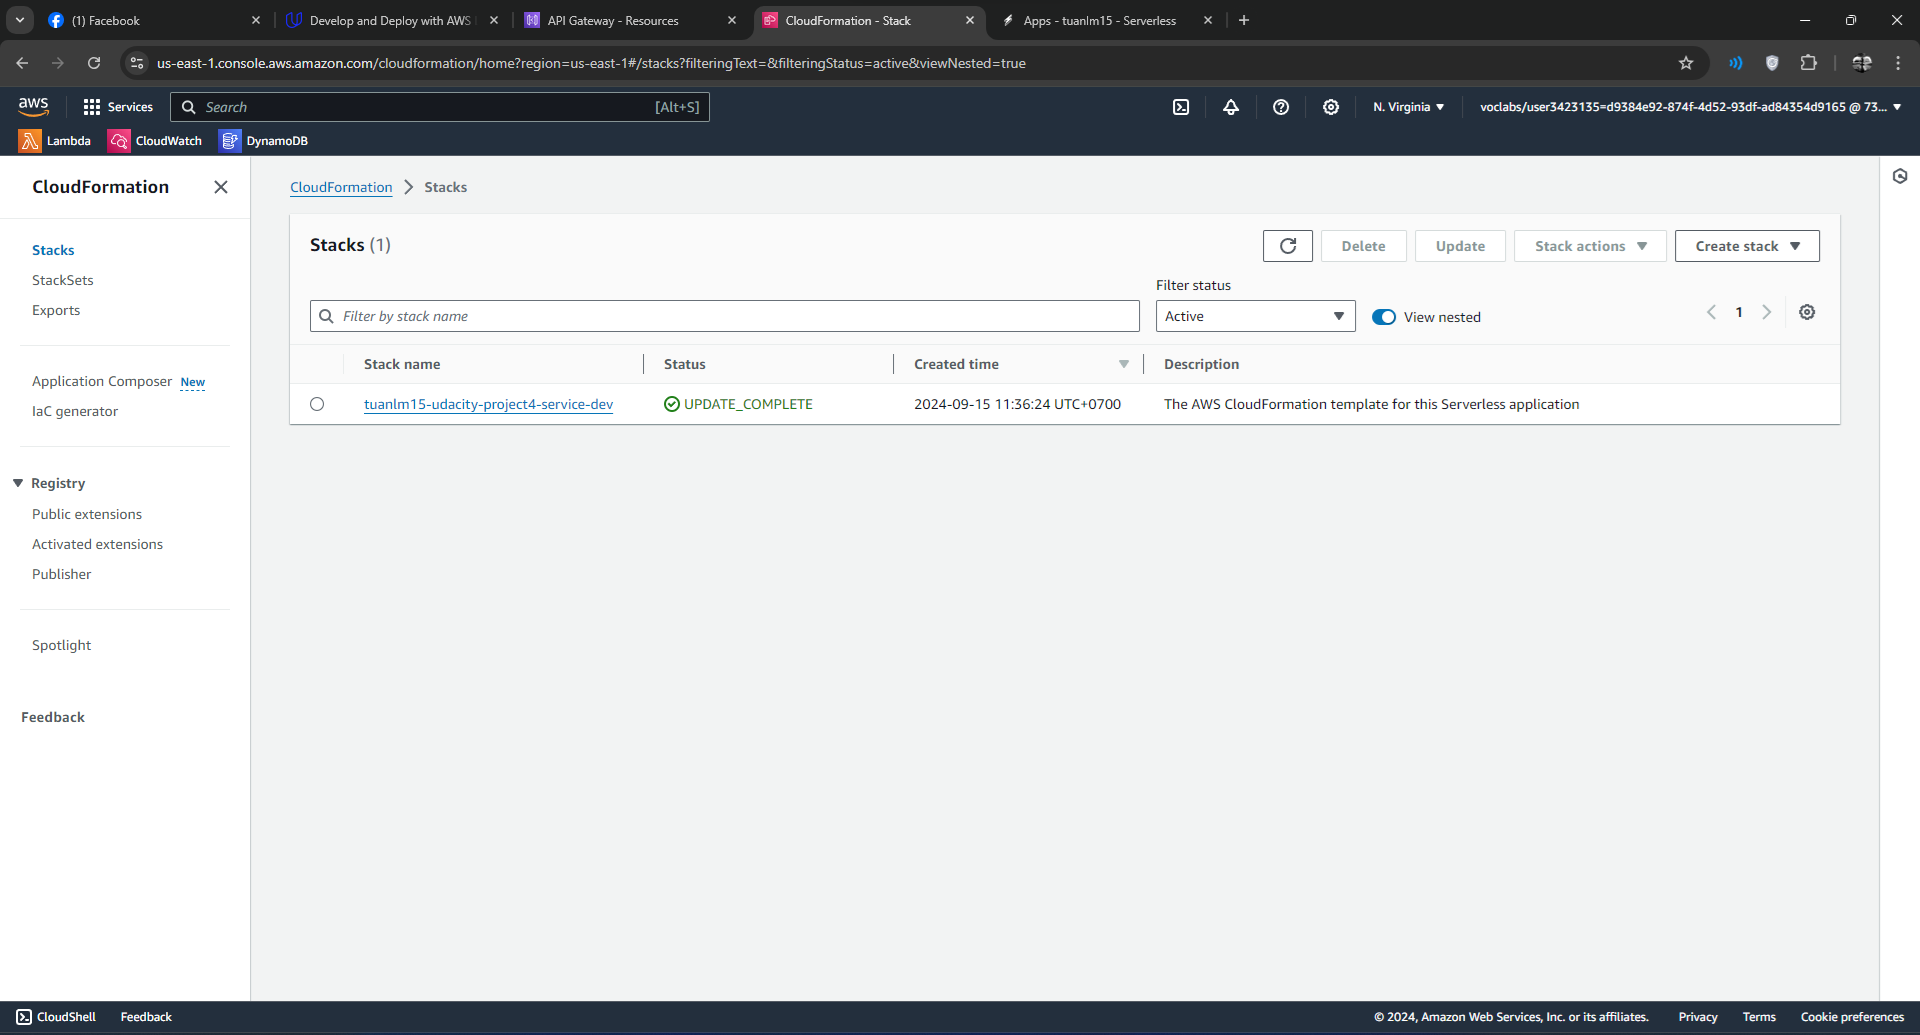 (1) Facebook
Develop and Deploy with AWS
API Gateway - Resources
CloudFormation - Stack
Apps - tuanlm15 - Serverless
us-east-1.console.aws.amazon.com/cloudformation/home?region=us-east-1#/stacks?filteringText=&filteringStatus=active&viewNested=true
aws
Services
Search
[Alt+S]
N. Virginia
voclabs/user3423135=d9384e92-874f-4d52-93df-ad84354d9165 @ 73...
Lambda
CloudWatch
DynamoDB
CloudFormation
Stacks
StackSets
Exports
Application Composer New
IaC generator
Registry
Public extensions
Activated extensions
Publisher
Spotlight
Feedback
CloudFormation > Stacks
Stacks (1)
Delete
Update
Stack actions
Create stack
Filter status
Filter by stack name
Active
View nested
1
Stack name
Status
Created time
Description
tuanlm15-udacity-project4-service-dev
UPDATE_COMPLETE
2024-09-15 11:36:24 UTC+0700
The AWS CloudFormation template for this Serverless application
CloudShell
Feedback
© 2024, Amazon Web Services, Inc. or its affiliates.
Privacy
Terms
Cookie preferences